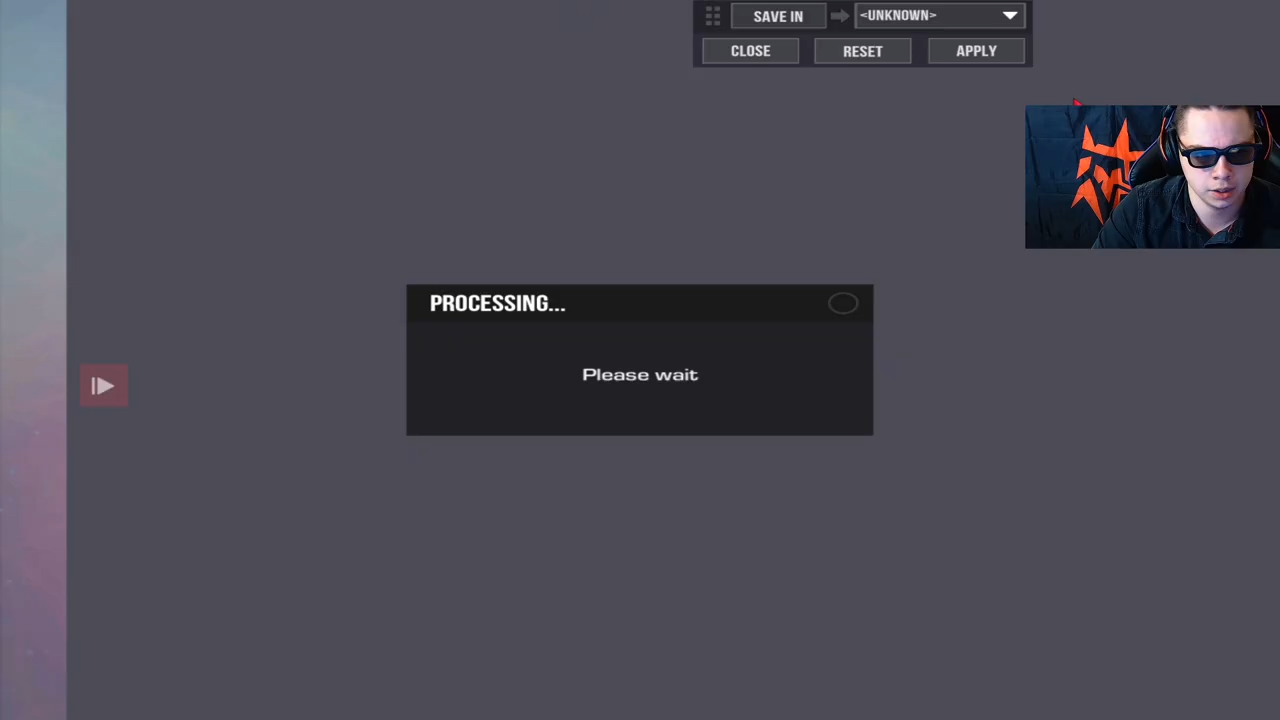 SAVE IN
<UNKNOWN>
CLOSE
RESET
APPLY
PROCESSING...
Please wait